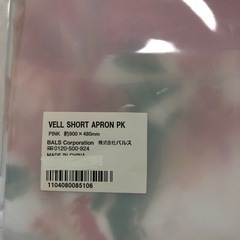 VELL SHORT APRON PK
PINK 約900×480mm
BALS Corporation 株式会社バルス
☎0120-500-924
MADE IN CHINA
1104080085106